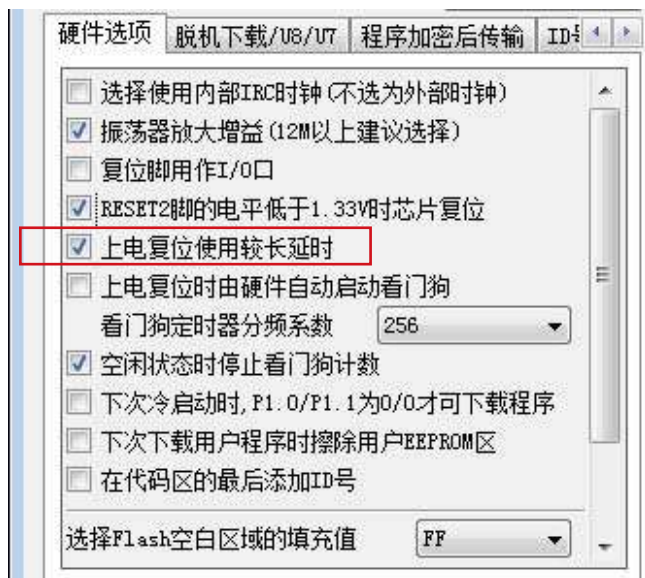 硬件选项 脱机下载/U8/U7 程序加密后传输 ID
选择使用内部IRC时钟(不选为外部时钟)
振荡器放大增益(12M以上建议选择)
复位脚用作I/O口
RESET2脚的电平低于1.33V时芯片复位
上电复位使用较长延时
上电复位时由硬件自动启动看门狗
看门狗定时器分频系数 256
空闲状态时停止看门狗计数
下次冷启动时,P1.0/P1.1为0/0才可下载程序
下次下载用户程序时擦除用户EEPROM区
在代码区的最后添加ID号
选择Flash空白区域的填充值 FF